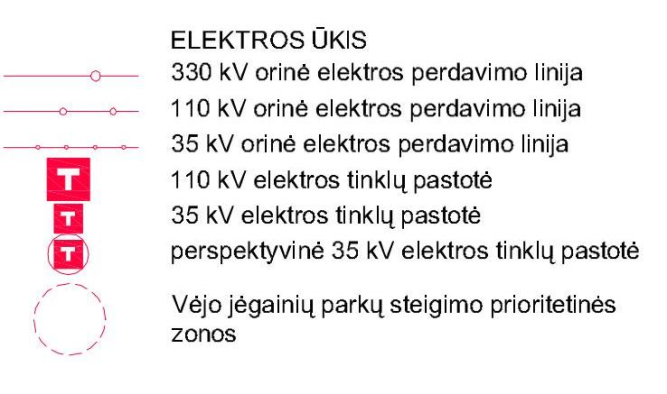 ELEKTROS ŪKIS
330 kV orinė elektros perdavimo linija
110 kV orinė elektros perdavimo linija
35 kV orinė elektros perdavimo linija
T
110 kV elektros tinklų pastotė
T
35 kV elektros tinklų pastotė
T
perspektyvinė 35 kV elektros tinklų pastotė
Vėjo jėgainių parkų steigimo prioritetinės
zonos